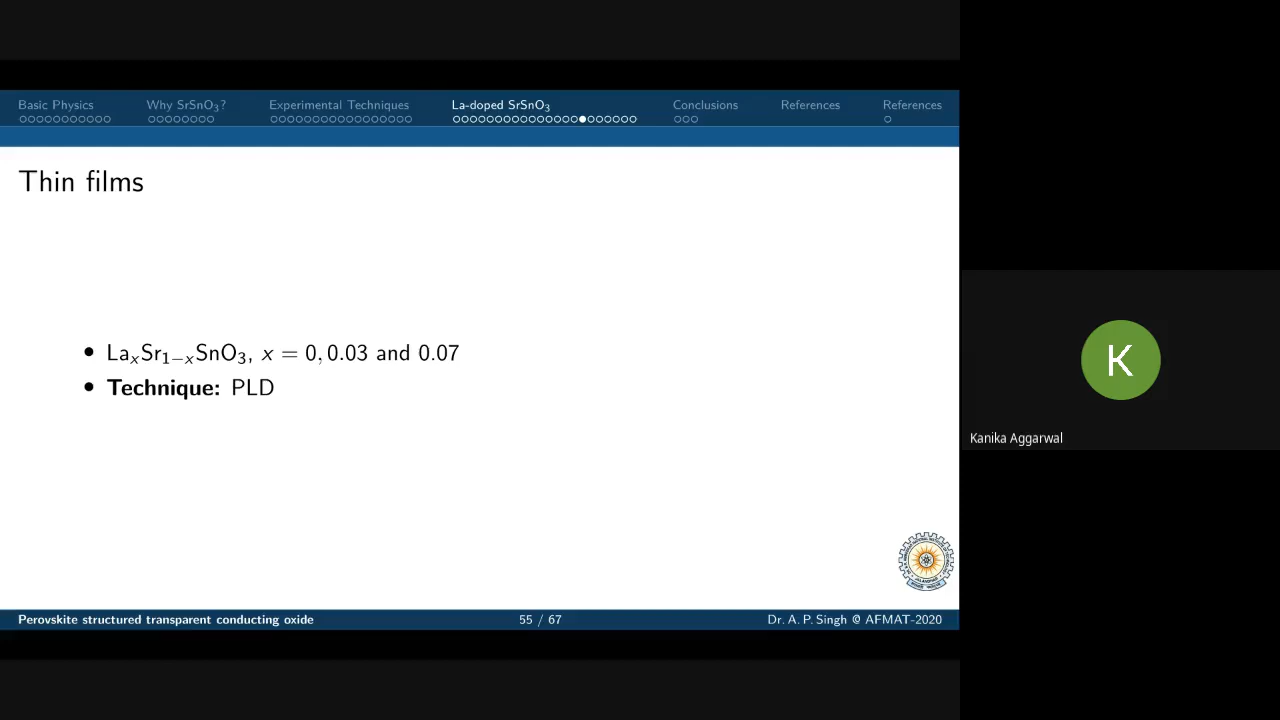 Basic Physics Why SrSnO₃? Experimental Techniques La-doped SrSnO₃ Conclusions References References
Thin films
• LaₓSr₁₋ₓSnO₃, x = 0, 0.03 and 0.07
• Technique: PLD
K
Kanika Aggarwal
Perovskite structured transparent conducting oxide 55 / 67 Dr. A. P. Singh @ AFMAT-2020